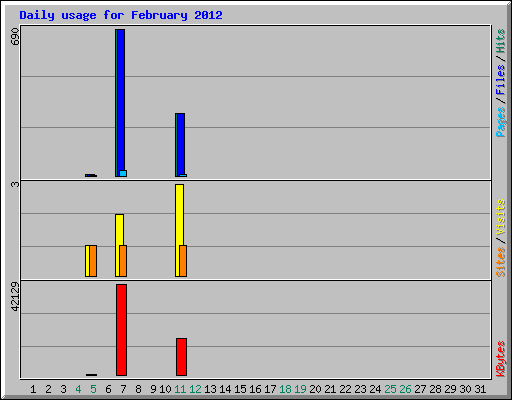 Daily usage for February 2012
690
3
42129
Pages / Files / Hits
Sites / Visits
KBytes
1 2 3 4 5 6 7 8 9 10 11 12 13 14 15 16 17 18 19 20 21 22 23 24 25 26 27 28 29 30 31